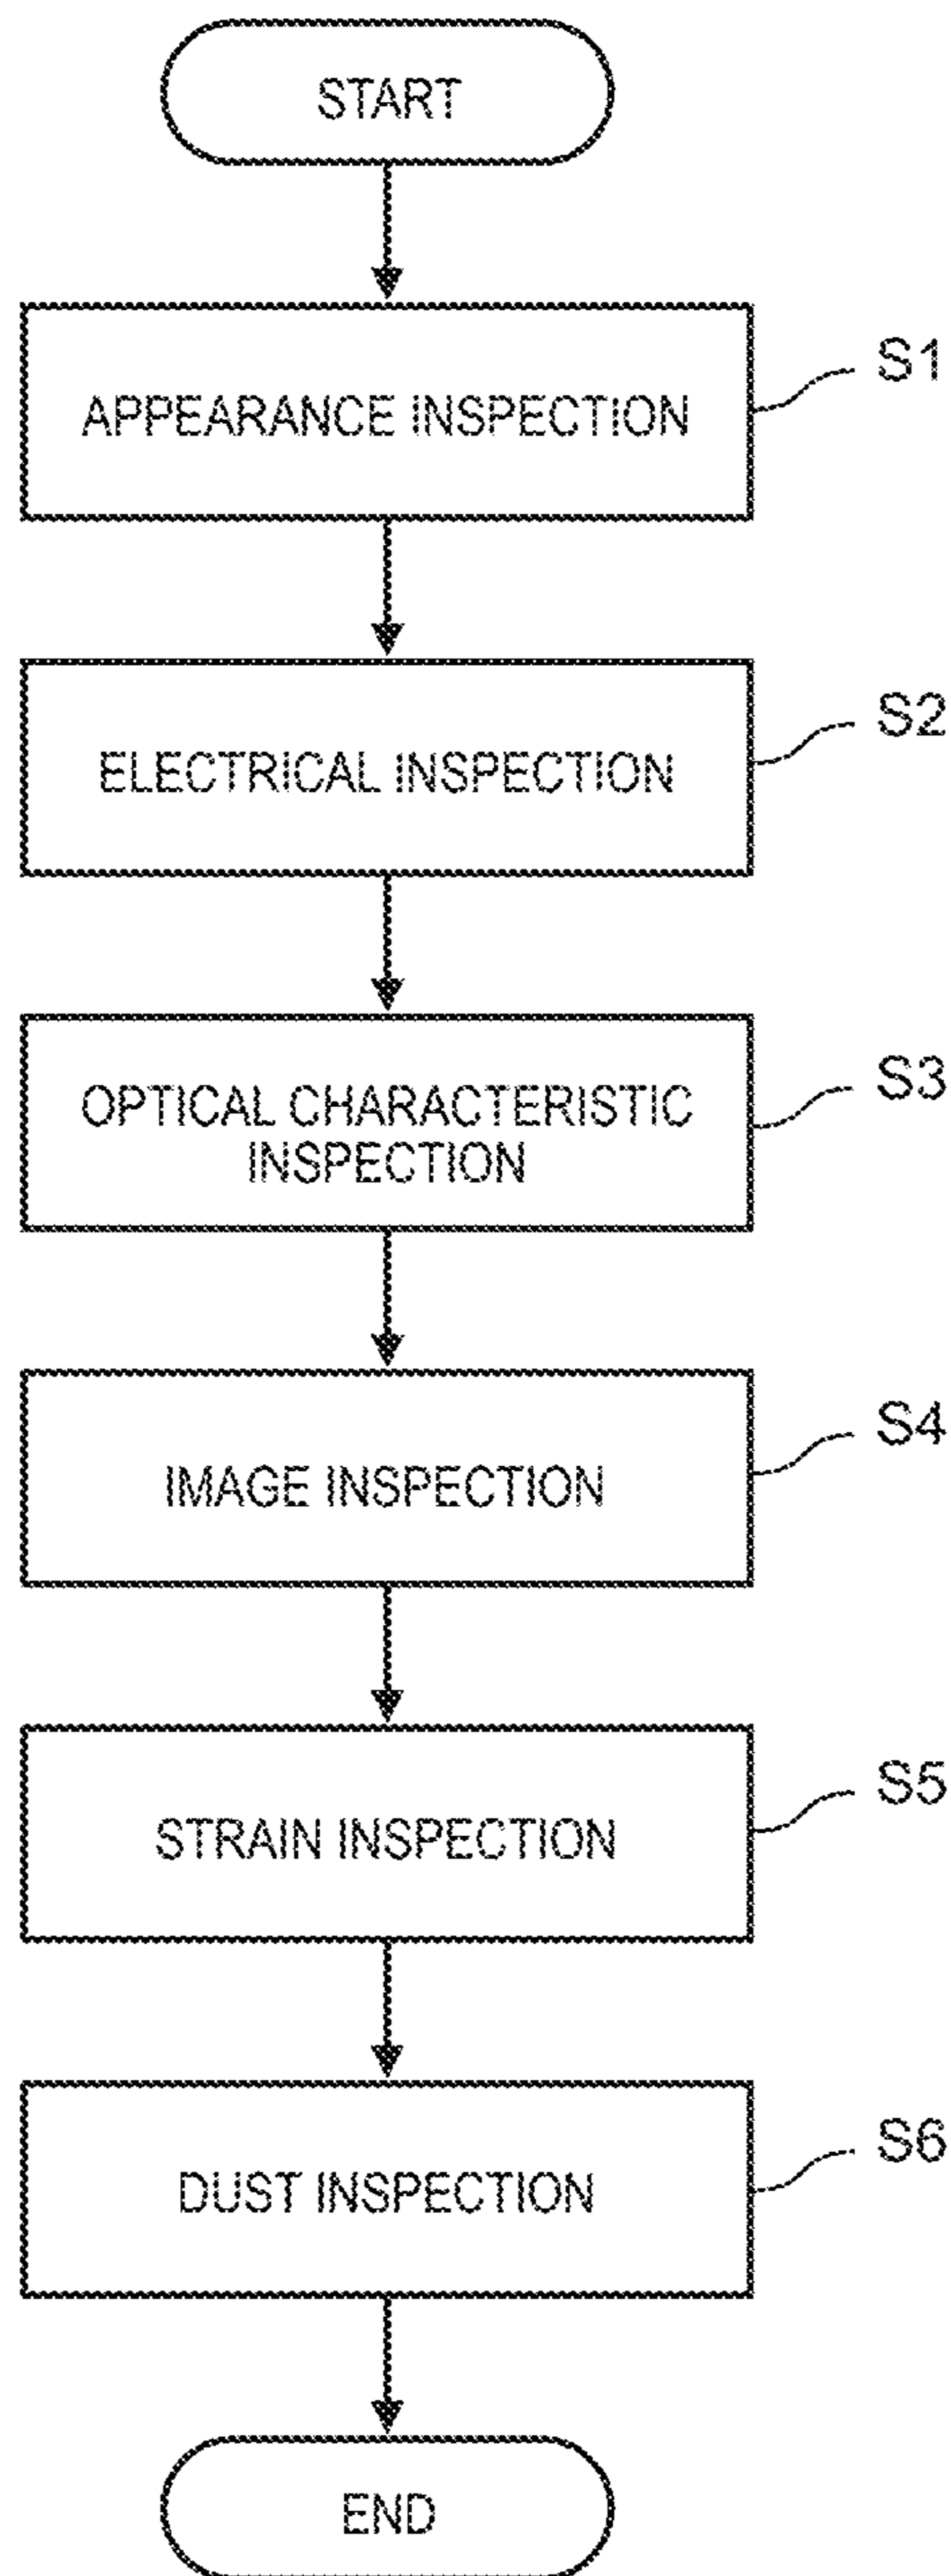 START
APPEARANCE INSPECTION
S1
ELECTRICAL INSPECTION
S2
OPTICAL CHARACTERISTIC
INSPECTION
S3
IMAGE INSPECTION
S4
STRAIN INSPECTION
S5
DUST INSPECTION
S6
END